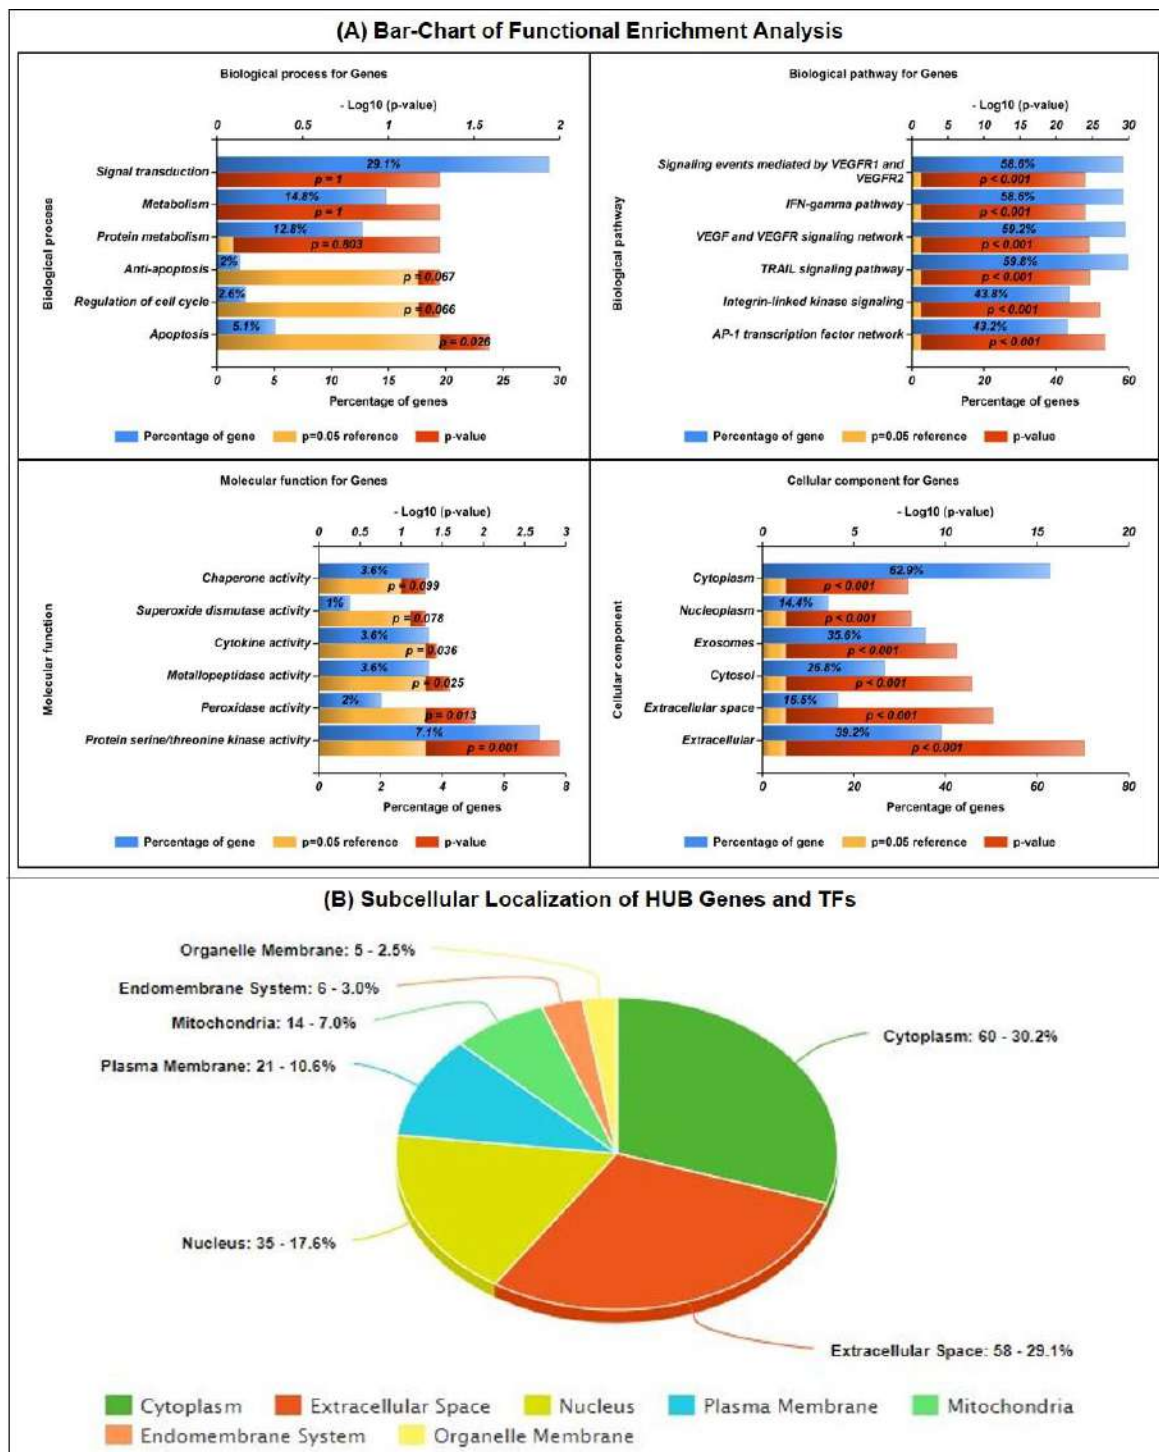 (A) Bar-Chart of Functional Enrichment Analysis
Biological process for Genes
- Log10 (p-value)
0 0.5 1 1.5 2
Biological process
Signal transduction 29.1%
p = 1
Metabolism 14.8%
p = 1
Protein metabolism 12.8%
p = 0.803
Anti-apoptosis 2%
p = 0.067
Regulation of cell cycle 2.6%
p = 0.066
Apoptosis 5.1%
p = 0.026
0 5 10 15 20 25 30
Percentage of genes
Percentage of gene p=0.05 reference p-value
Biological pathway for Genes
- Log10 (p-value)
0 5 10 15 20 25 30
Biological pathway
Signaling events mediated by VEGFR1 and
VEGFR2
58.6%
p < 0.001
IFN-gamma pathway 58.6%
p < 0.001
VEGF and VEGFR signaling network 59.2%
p < 0.001
TRAIL signaling pathway 59.8%
p < 0.001
Integrin-linked kinase signaling 43.8%
p < 0.001
AP-1 transcription factor network 43.2%
p < 0.001
0 10 20 30 40 50 60
Percentage of genes
Percentage of gene p=0.05 reference p-value
Molecular function for Genes
- Log10 (p-value)
0 0.5 1 1.5 2 2.5 3
Molecular function
Chaperone activity 3.6%
p = 0.099
Superoxide dismutase activity 1%
p = 0.078
Cytokine activity 3.6%
p = 0.036
Metallopeptidase activity 3.6%
p = 0.025
Peroxidase activity 2%
p = 0.013
Protein serine/threonine kinase activity 7.1%
p = 0.001
0 2 4 6 8
Percentage of genes
Percentage of gene p=0.05 reference p-value
Cellular component for Genes
- Log10 (p-value)
0 5 10 15 20
Cellular component
Cytoplasm 62.9%
p < 0.001
Nucleoplasm 14.4%
p < 0.001
Exosomes 35.6%
p < 0.001
Cytosol 26.8%
p < 0.001
Extracellular space 16.5%
p < 0.001
Extracellular 39.2%
p < 0.001
0 20 40 60 80
Percentage of genes
Percentage of gene p=0.05 reference p-value
(B) Subcellular Localization of HUB Genes and TFs
Organelle Membrane: 5 - 2.5%
Endomembrane System: 6 - 3.0%
Mitochondria: 14 - 7.0%
Cytoplasm: 60 - 30.2%
Plasma Membrane: 21 - 10.6%
Nucleus: 35 - 17.6%
Extracellular Space: 58 - 29.1%
Cytoplasm Extracellular Space Nucleus Plasma Membrane Mitochondria
Endomembrane System Organelle Membrane